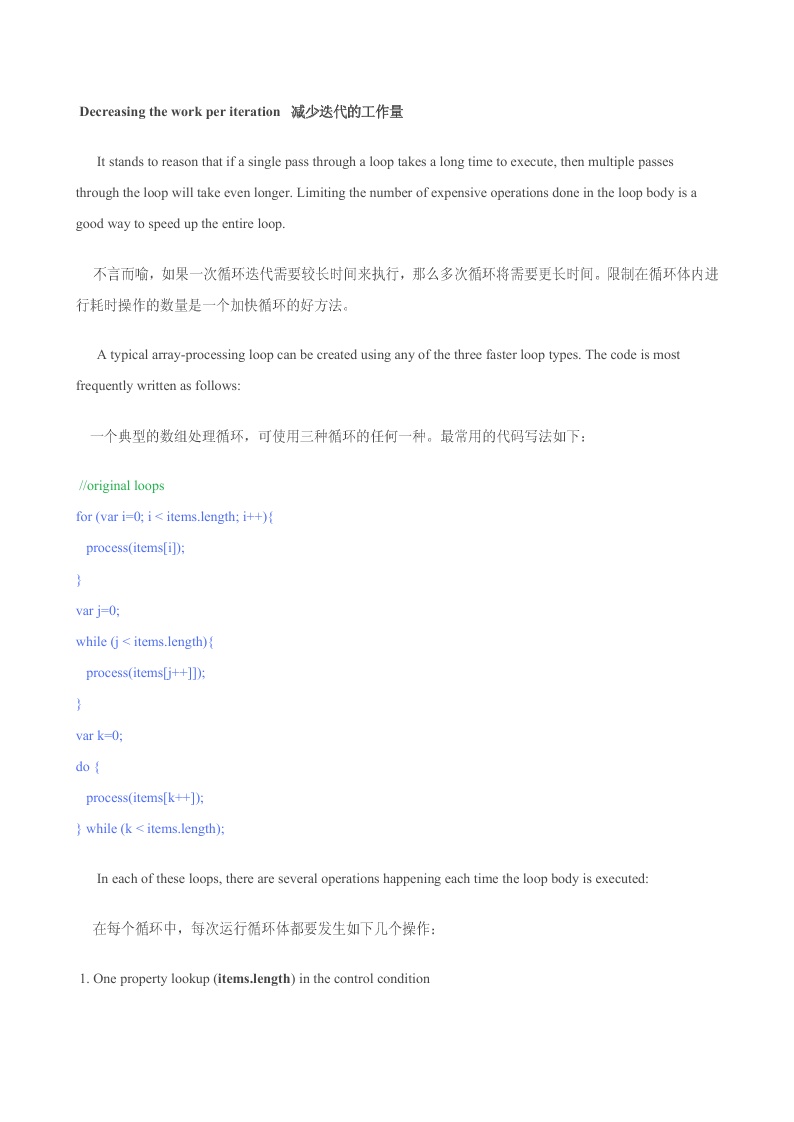 Decreasing the work per iteration 减少迭代的工作量
It stands to reason that if a single pass through a loop takes a long time to execute, then multiple passes
through the loop will take even longer. Limiting the number of expensive operations done in the loop body is a
good way to speed up the entire loop.
不言而喻，如果一次循环迭代需要较长时间来执行，那么多次循环将需要更长时间。限制在循环体内进
行耗时操作的数量是一个加快循环的好方法。
A typical array-processing loop can be created using any of the three faster loop types. The code is most
frequently written as follows:
一个典型的数组处理循环，可使用三种循环的任何一种。最常用的代码写法如下：
//original loops
for (var i=0; i < items.length; i++){
process(items[i]);
}
var j=0;
while (j < items.length){
process(items[j++]]);
}
var k=0;
do {
process(items[k++]);
} while (k < items.length);
In each of these loops, there are several operations happening each time the loop body is executed:
在每个循环中，每次运行循环体都要发生如下几个操作：
1. One property lookup (items.length) in the control condition